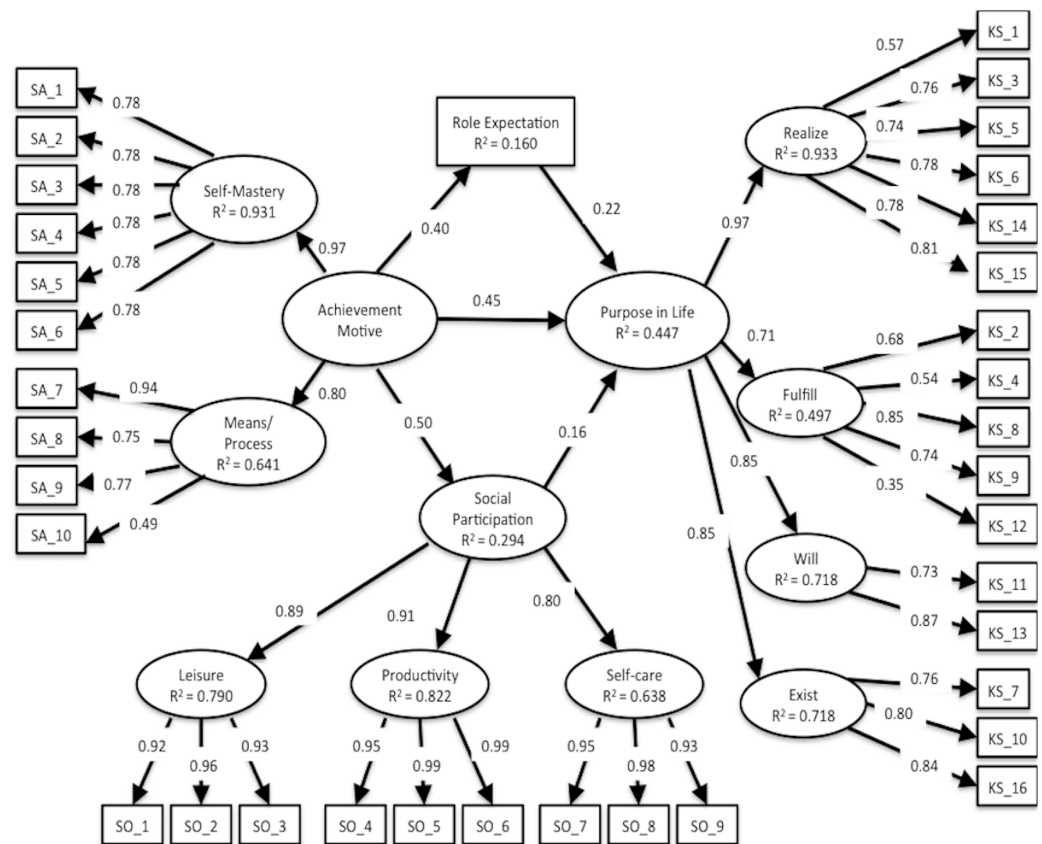 KS_1
0.57
SA_1
KS_3
0.76
0.78
Role Expectation
R² = 0.160
Realize
R² = 0.933
SA_2
0.74
KS_5
0.78
0.78
KS_6
SA_3
0.78
Self-Mastery
R² = 0.931
0.78
KS_14
SA_4
0.78
0.40
0.22
0.97
0.81
KS_15
SA_5
0.78
0.97
SA_6
0.78
Achievement
Motive
0.45
Purpose in Life
R² = 0.447
0.71
0.68
KS_2
SA_7
0.94
0.80
Fulfill
R² = 0.497
0.54
KS_4
SA_8
0.75
Means/
Process
R² = 0.641
0.50
0.16
0.85
KS_8
SA_9
0.77
0.85
0.74
KS_9
SA_10
0.49
Social
Participation
R² = 0.294
0.35
KS_12
0.85
Will
R² = 0.718
0.73
KS_11
0.89
0.91
0.80
0.87
KS_13
Leisure
R² = 0.790
Productivity
R² = 0.822
Self-care
R² = 0.638
Exist
R² = 0.718
0.76
KS_7
0.80
KS_10
0.92
0.96
0.93
0.95
0.99
0.99
0.95
0.98
0.93
0.84
KS_16
SO_1
SO_2
SO_3
SO_4
SO_5
SO_6
SO_7
SO_8
SO_9